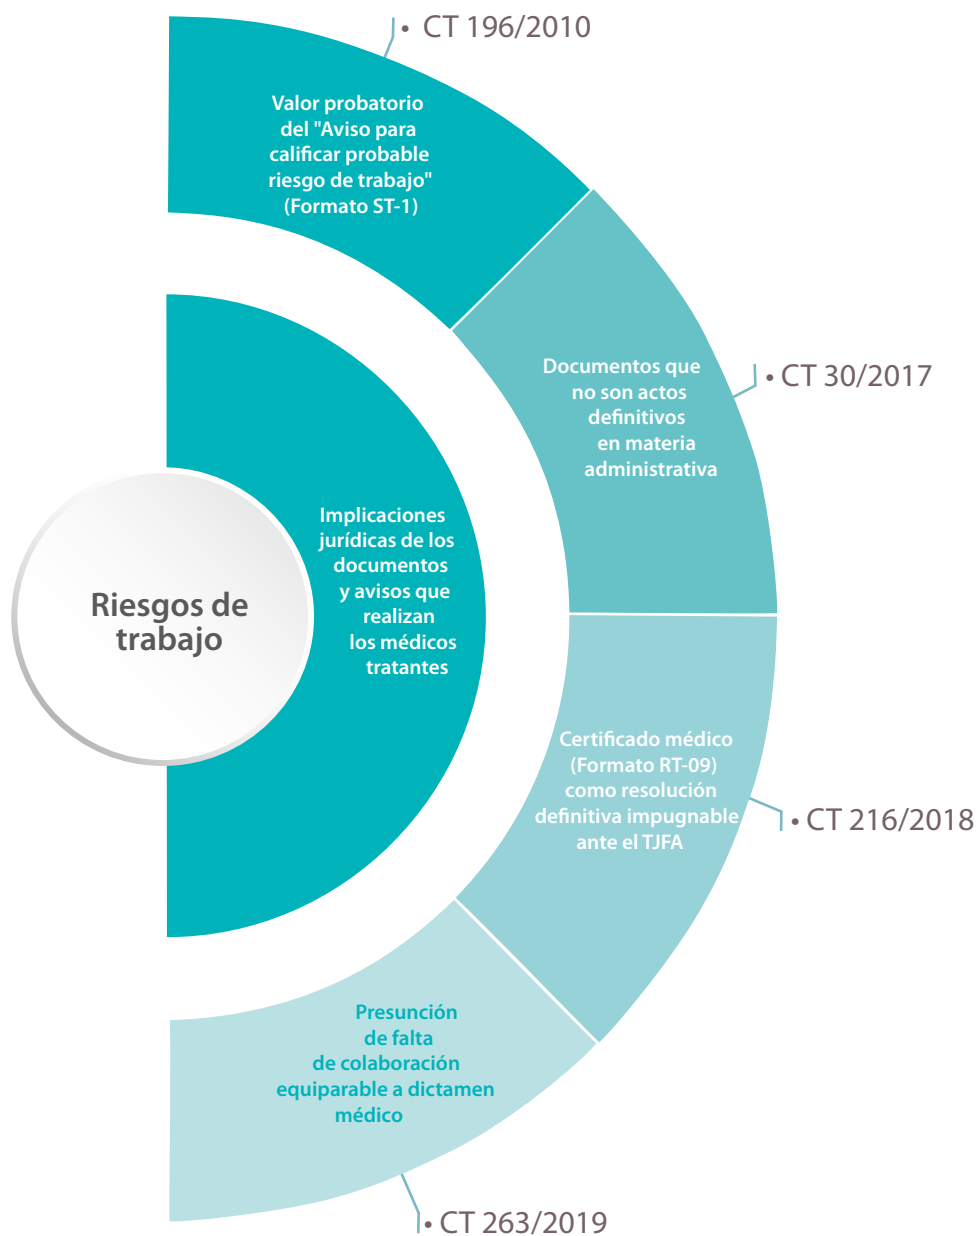 • CT 196/2010
Valor probatorio
del "Aviso para
calificar probable
riesgo de trabajo"
(Formato ST-1)
Documentos que
no son actos
definitivos
en materia
administrativa
• CT 30/2017
Implicaciones
jurídicas de los
documentos
y avisos que
realizan
los médicos
tratantes
Riesgos de
trabajo
Certificado médico
(Formato RT-09)
como resolución
definitiva impugnable
ante el TJFA
• CT 216/2018
Presunción
de falta
de colaboración
equiparable a dictamen
médico
• CT 263/2019